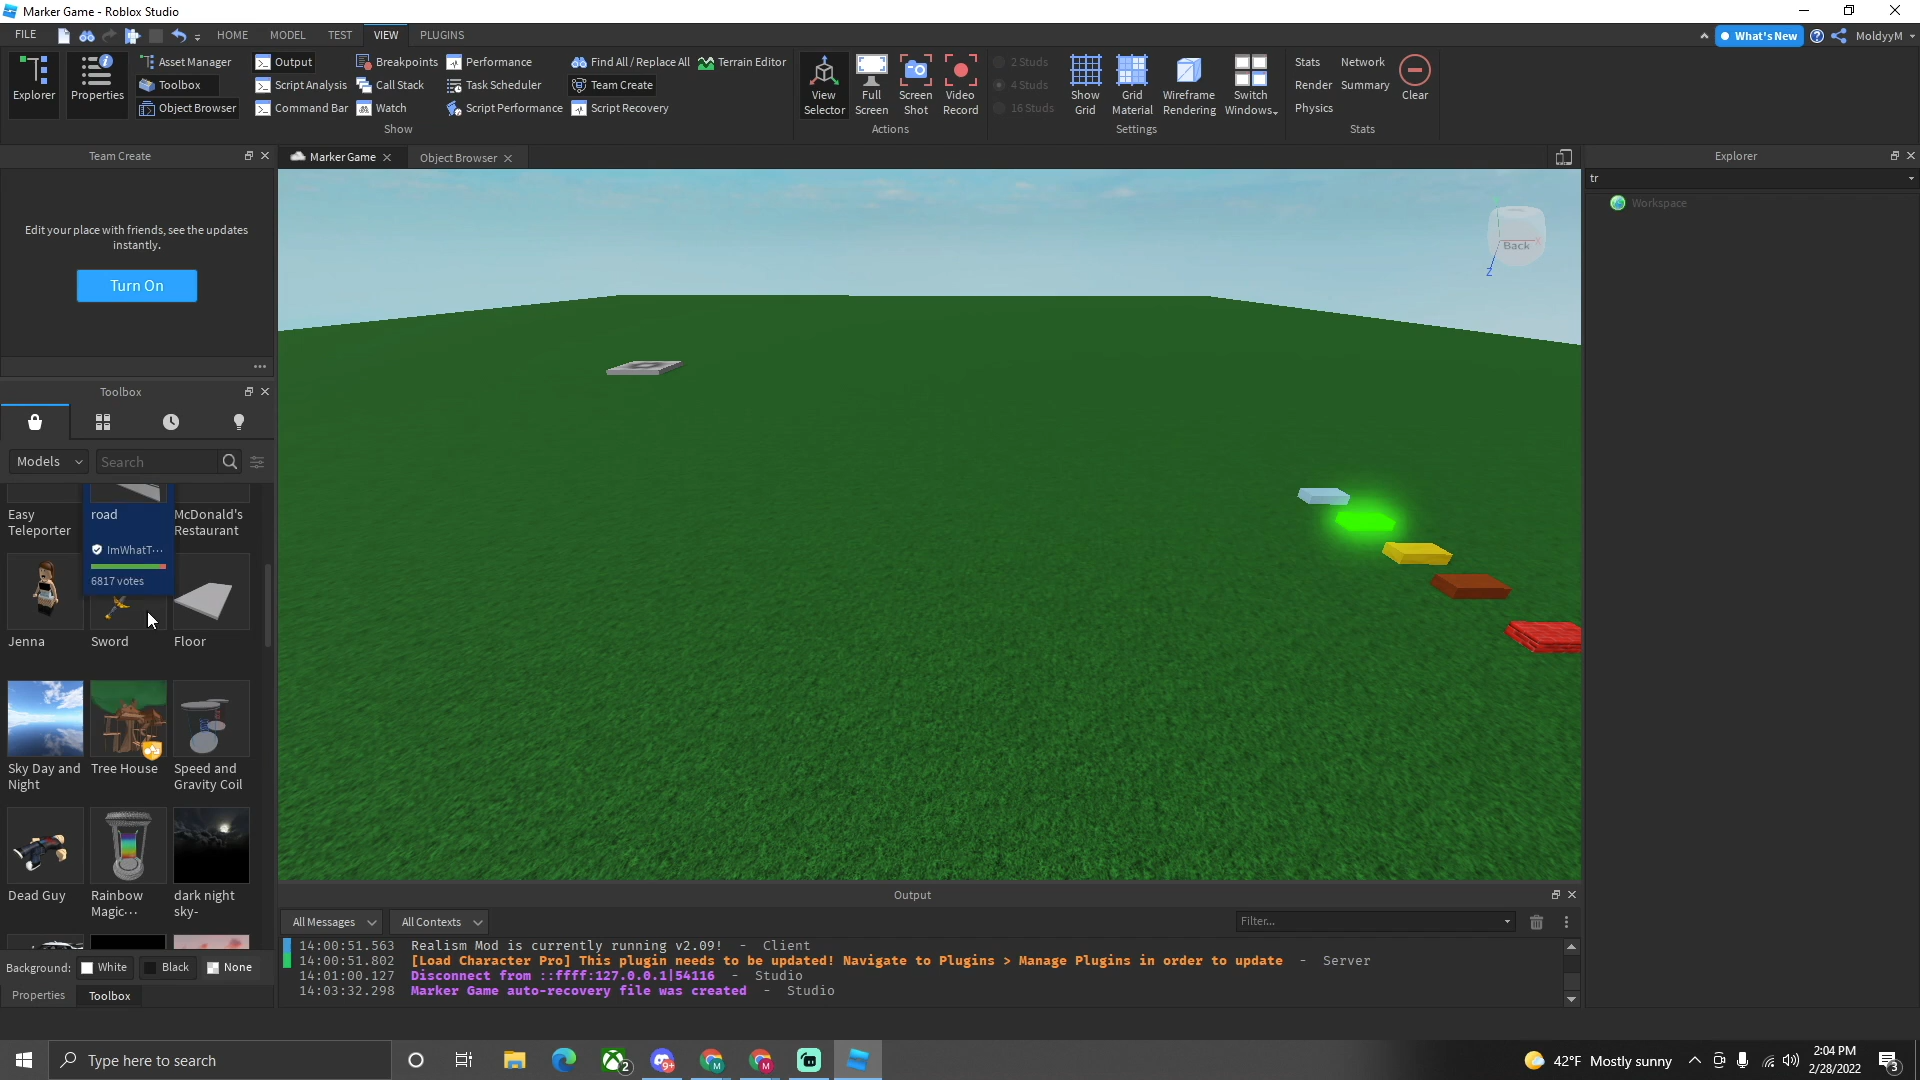 Marker Game - Roblox Studio
FILE HOME MODEL TEST VIEW PLUGINS What's New MoldyyM
Explorer Properties Asset Manager Toolbox Object Browser
Output Script Analysis Command Bar
Breakpoints Call Stack Watch
Performance Task Scheduler Script Performance
Find All / Replace All Team Create Script Recovery
Terrain Editor
Show
View Selector Full Screen Screen Shot Video Record
Actions
2 Studs 4 Studs 16 Studs
Show Grid Grid Material Wireframe Rendering Switch Windows
Settings
Stats Network Render Summary Physics Clear
Stats
Team Create
Edit your place with friends, see the updates
instantly.
Turn On
Marker Game Object Browser
Back
Z
Explorer
tr
Workspace
Toolbox
Models Search
Easy
Teleporter
road
McDonald's
Restaurant
ImWhatT...
6817 votes
Jenna Sword Floor
Sky Day and
Night
Tree House
Speed and
Gravity Coil
Dead Guy
Rainbow
Magic...
dark night
sky-
Background: White Black None
Properties Toolbox
Output
All Messages All Contexts Filter...
14:00:51.563 Realism Mod is currently running v2.09! - Client
14:00:51.802 [Load Character Pro] This plugin needs to be updated! Navigate to Plugins > Manage Plugins in order to update - Server
14:01:00.127 Disconnect from ::ffff:127.0.0.1|54116 - Studio
14:03:32.298 Marker Game auto-recovery file was created - Studio
Type here to search
2
9+
M
M
42°F Mostly sunny
2:04 PM
2/28/2022
3